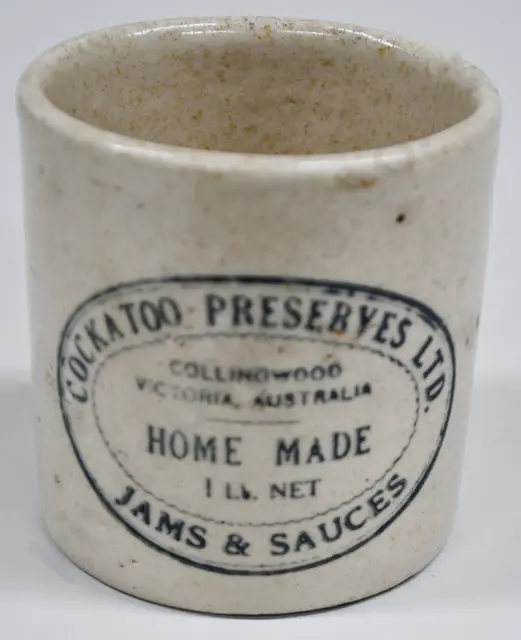 COCKATOO PRESERVES LTD.
COLLINGWOOD
VICTORIA, AUSTRALIA
HOME MADE
1 Lb. NET
JAMS & SAUCES